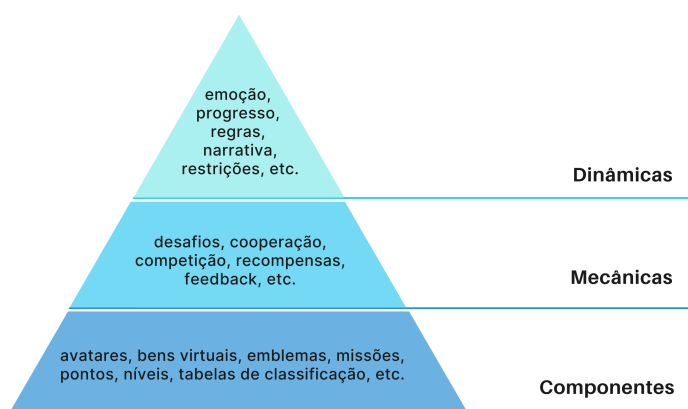 emoção,
progresso,
regras,
narrativa,
restrições, etc.
Dinâmicas
desafios, cooperação,
competição, recompensas,
feedback, etc.
Mecânicas
avatares, bens virtuais, emblemas, missões,
pontos, níveis, tabelas de classificação, etc.
Componentes